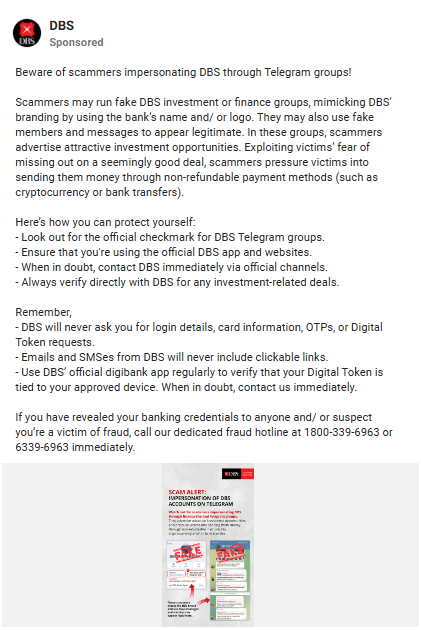 DBS
Sponsored
DBS
Beware of scammers impersonating DBS through Telegram groups!
Scammers may run fake DBS investment or finance groups, mimicking DBS'
branding by using the bank's name and/ or logo. They may also use fake
members and messages to appear legitimate. In these groups, scammers
advertise attractive investment opportunities. Exploiting victims' fear of
missing out on a seemingly good deal, scammers pressure victims into
sending them money through non-refundable payment methods (such as
cryptocurrency or bank transfers).
Here's how you can protect yourself:
- Look out for the official checkmark for DBS Telegram groups.
- Ensure that you're using the official DBS app and websites.
- When in doubt, contact DBS immediately via official channels.
- Always verify directly with DBS for any investment-related deals.
Remember,
- DBS will never ask you for login details, card information, OTPs, or Digital
Token requests.
- Emails and SMSes from DBS will never include clickable links.
- Use DBS' official digibank app regularly to verify that your Digital Token is
tied to your approved device. When in doubt, contact us immediately.
If you have revealed your banking credentials to anyone and/ or suspect
you're a victim of fraud, call our dedicated fraud hotline at 1800-339-6963 or
6339-6963 immediately.
DBS
SCAM ALERT:
IMPERSONATION OF DBS
ACCOUNTS ON TELEGRAM